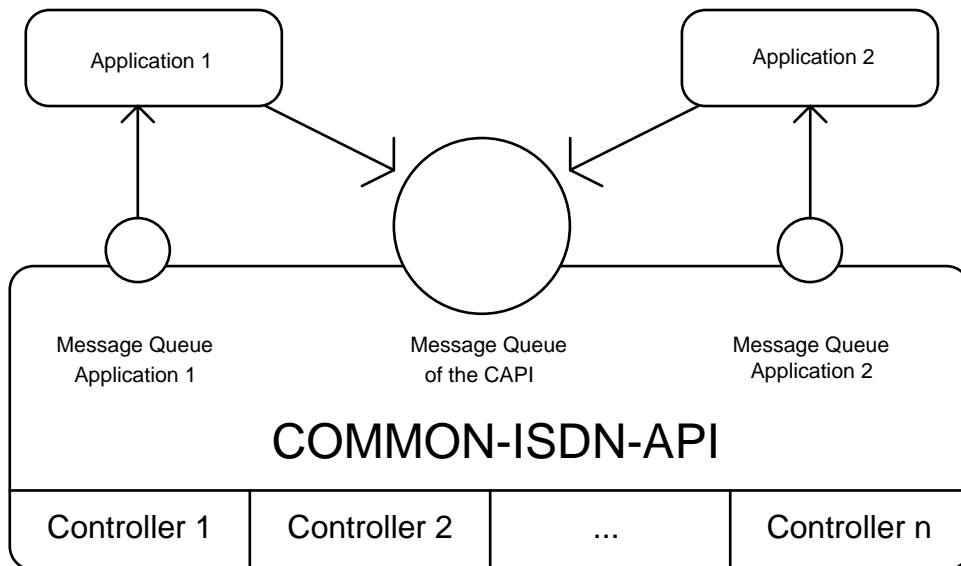 Application 1
Application 2
Message Queue
Application 1
Message Queue
of the CAPI
Message Queue
Application 2
COMMON-ISDN-API
Controller 1
Controller 2
...
Controller n